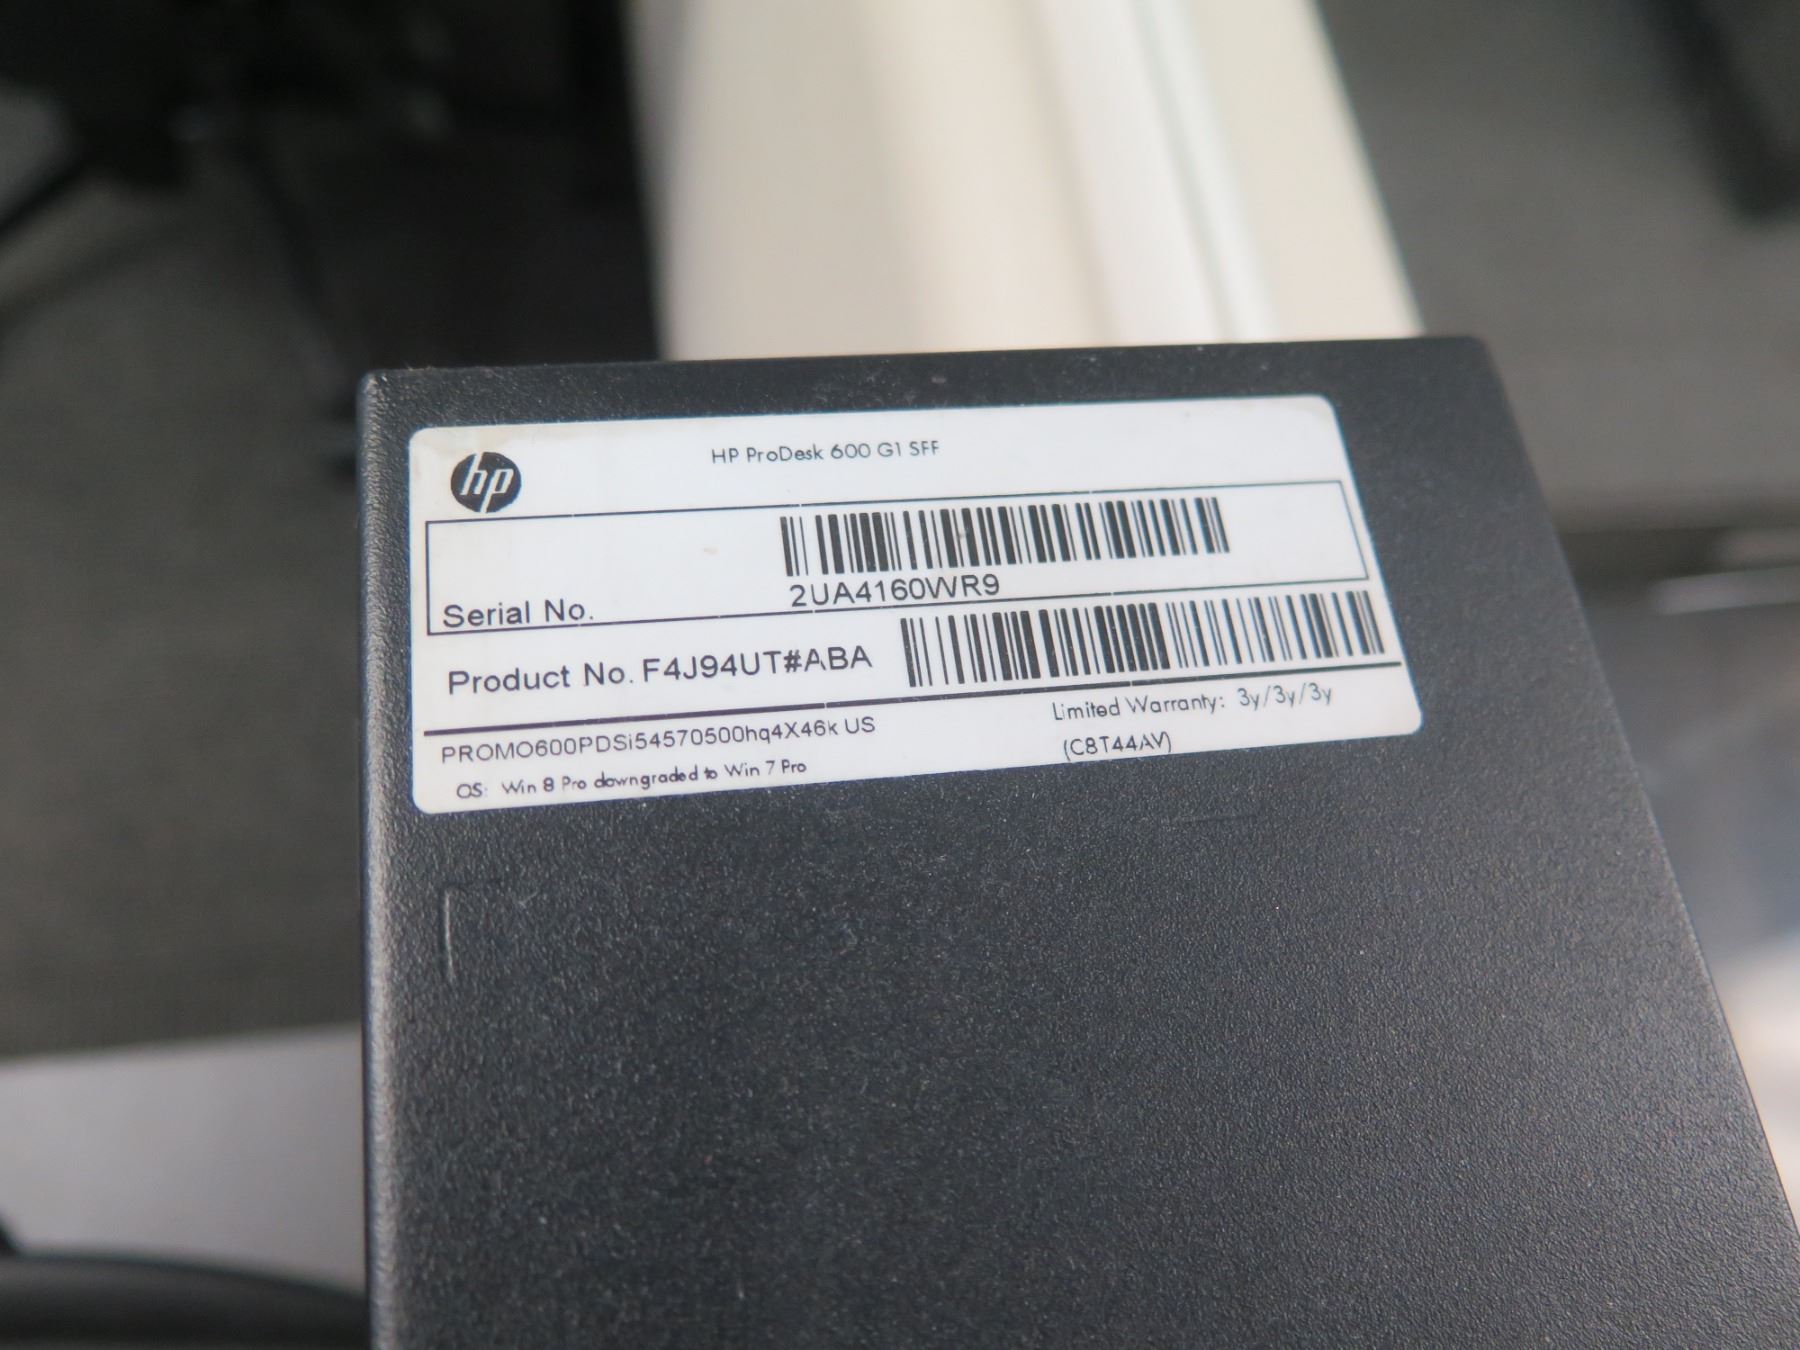 hp
HP ProDesk 600 G1 SFF
Serial No. 2UA4160WR9
Product No. F4J94UT#ABA
PROMO600PDSi54570500hq4X46k US
Limited Warranty: 3y/3y/3y
OS: Win 8 Pro downgraded to Win 7 Pro
(C8T44AV)